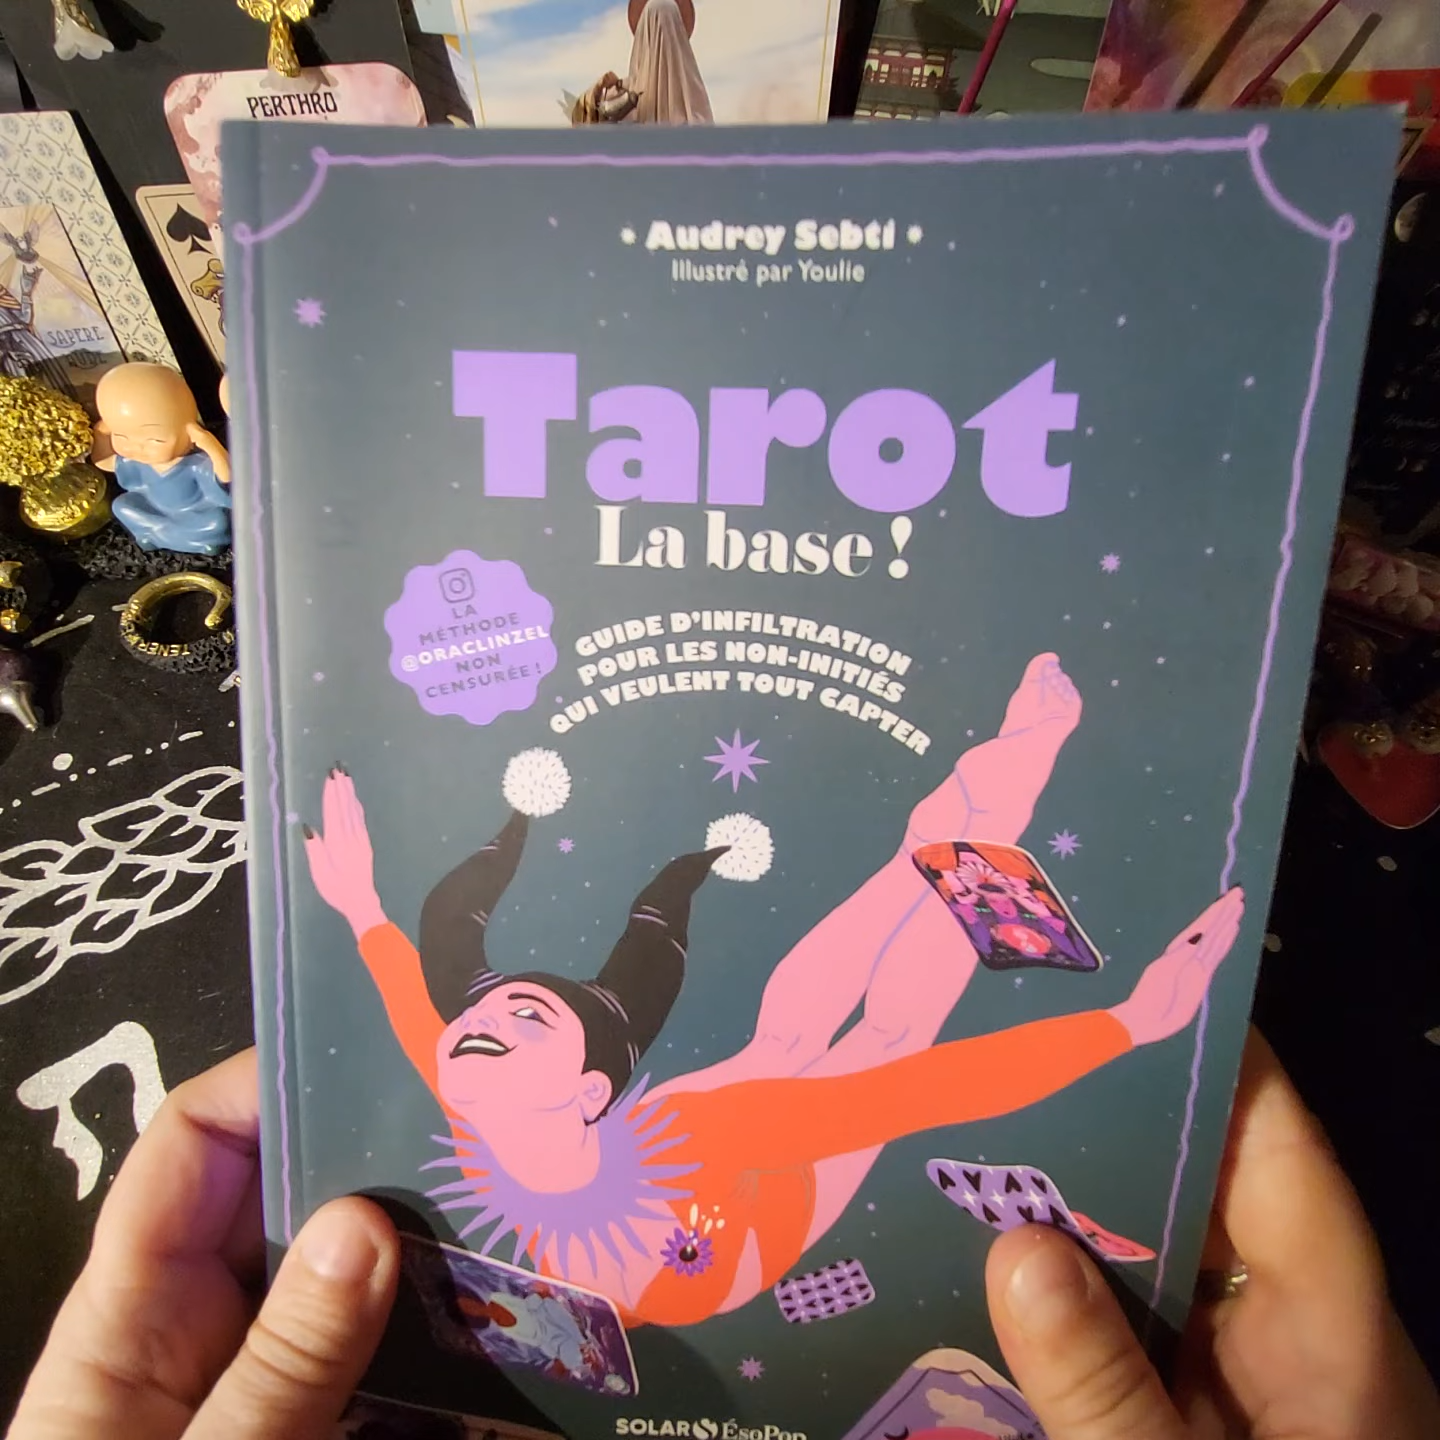 PERTHRO
SAPERE
AUDE
• Audrey Sebti •
Illustré par Youlie
Tarot
La base !
LA
MÉTHODE
@ORACLINZEL
NON
CENSURÉE !
GUIDE D'INFILTRATION
POUR LES NON-INITIÉS
QUI VEULENT TOUT CAPTER
SOLAR ÉsoPop